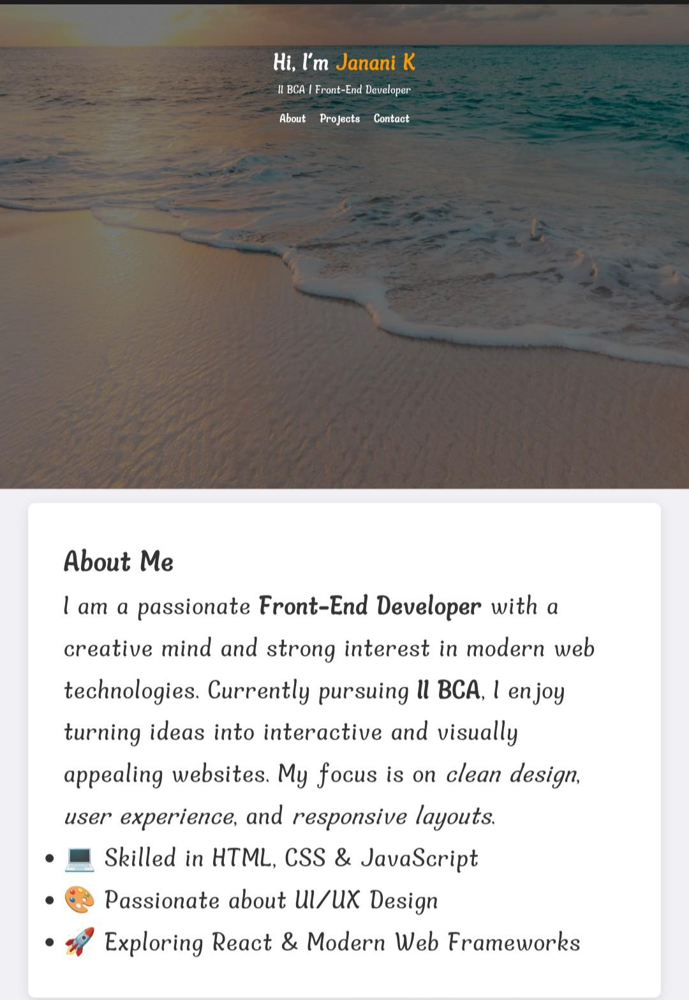 Hi, I'm Janani K
II BCA | Front-End Developer
About Projects Contact
About Me
I am a passionate Front-End Developer with a
creative mind and strong interest in modern web
technologies. Currently pursuing II BCA, I enjoy
turning ideas into interactive and visually
appealing websites. My focus is on clean design,
user experience, and responsive layouts.
• 💻 Skilled in HTML, CSS & JavaScript
• 🎨 Passionate about UI/UX Design
• 🚀 Exploring React & Modern Web Frameworks